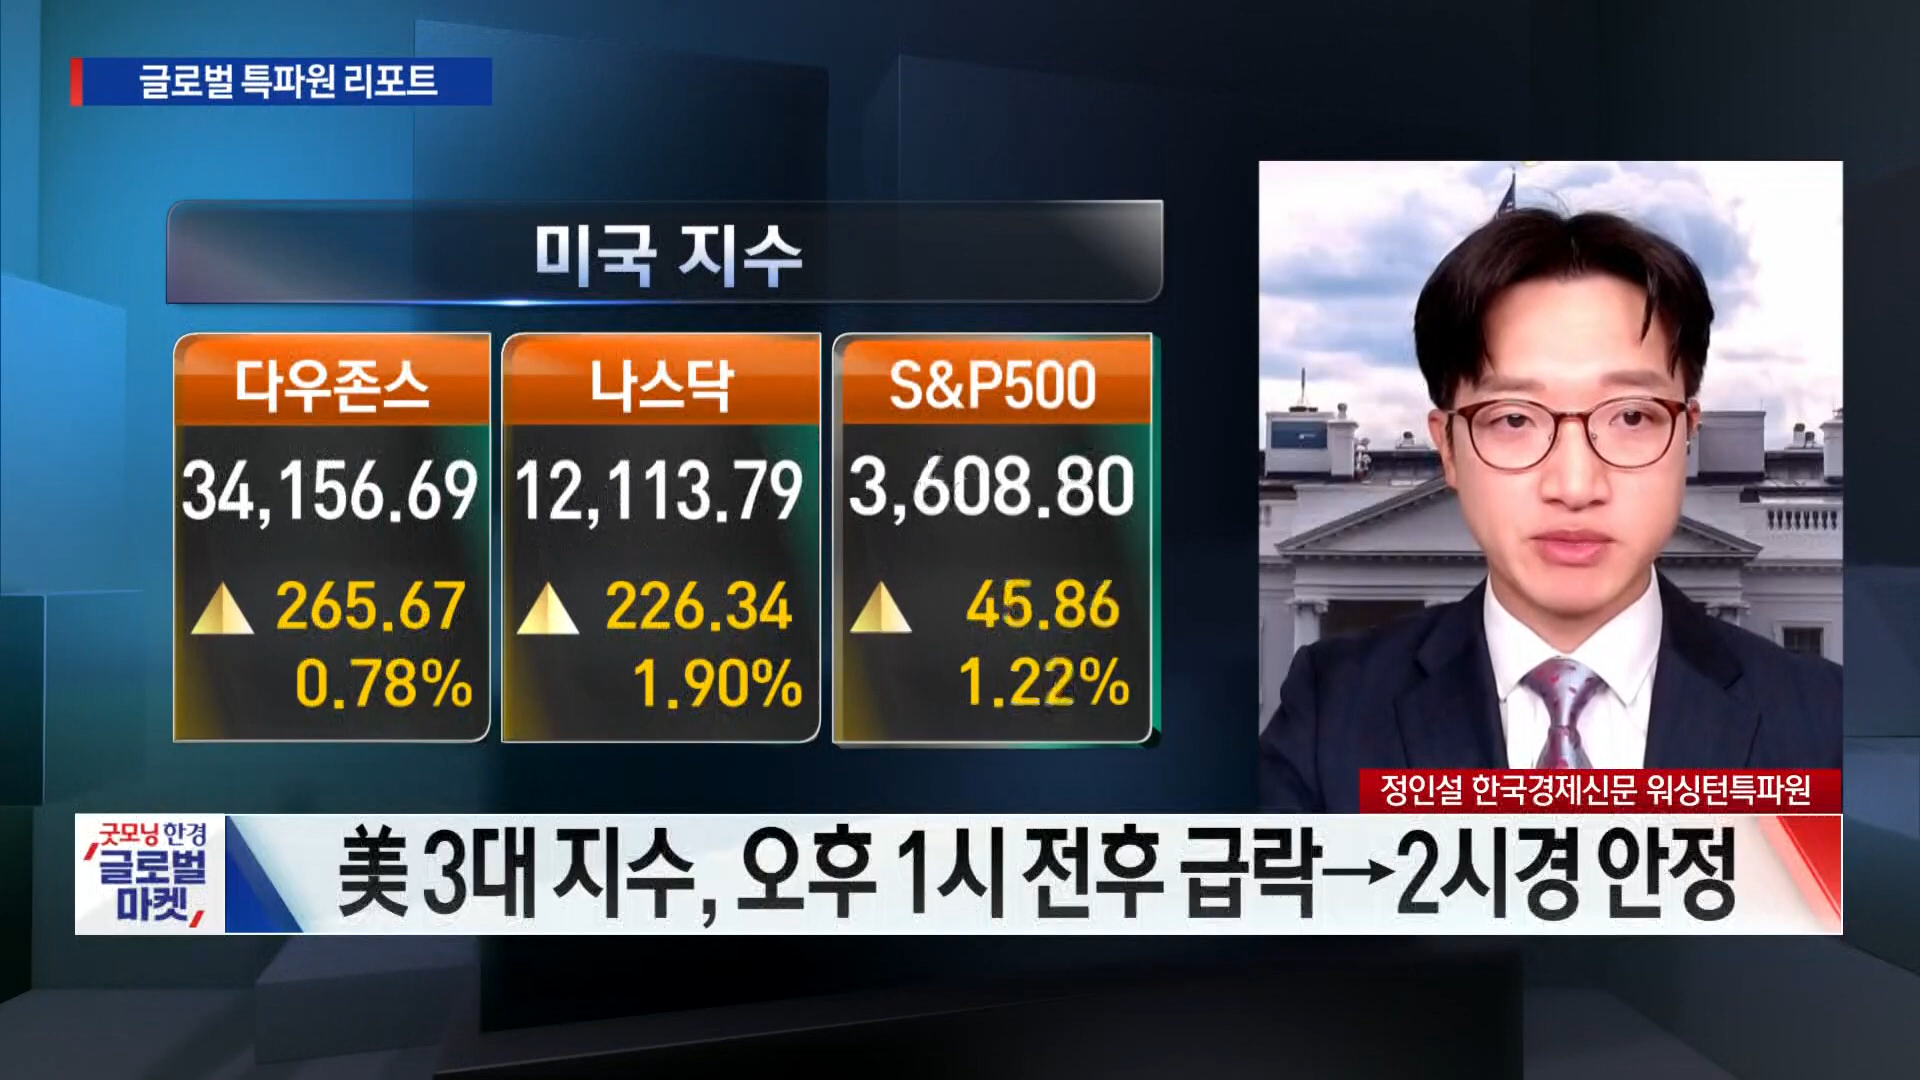 글로벌 특파원 리포트
미국 지수
다우존스
34,156.69
265.67
0.78%
나스닥
12,113.79
226.34
1.90%
S&P500
3,608.80
45.86
1.22%
정인설 한국경제신문 워싱턴특파원
굿모닝 한경
글로벌
마켓
美 3대 지수, 오후 1시 전후 급락→2시경 안정